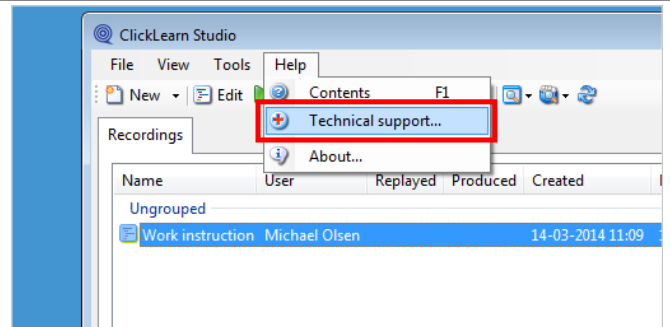 ClickLearn Studio
File View Tools Help
New Edit
Contents F1
Technical support...
Recordings
About...
Name User Replayed Produced Created
Ungrouped
Work instruction Michael Olsen 14-03-2014 11:09